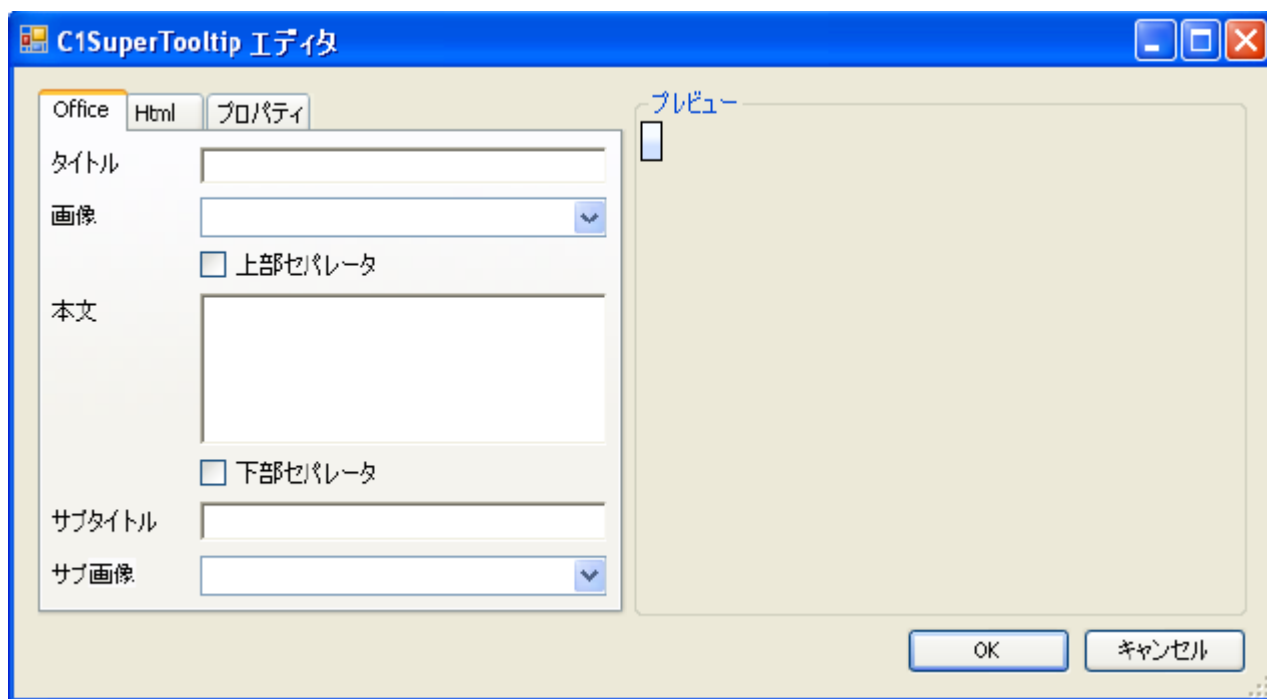 C1SuperTooltip エディタ
Office Html プロパティ
プレビュー
タイトル
画像
上部セパレータ
本文
下部セパレータ
サブタイトル
サブ画像
OK キャンセル